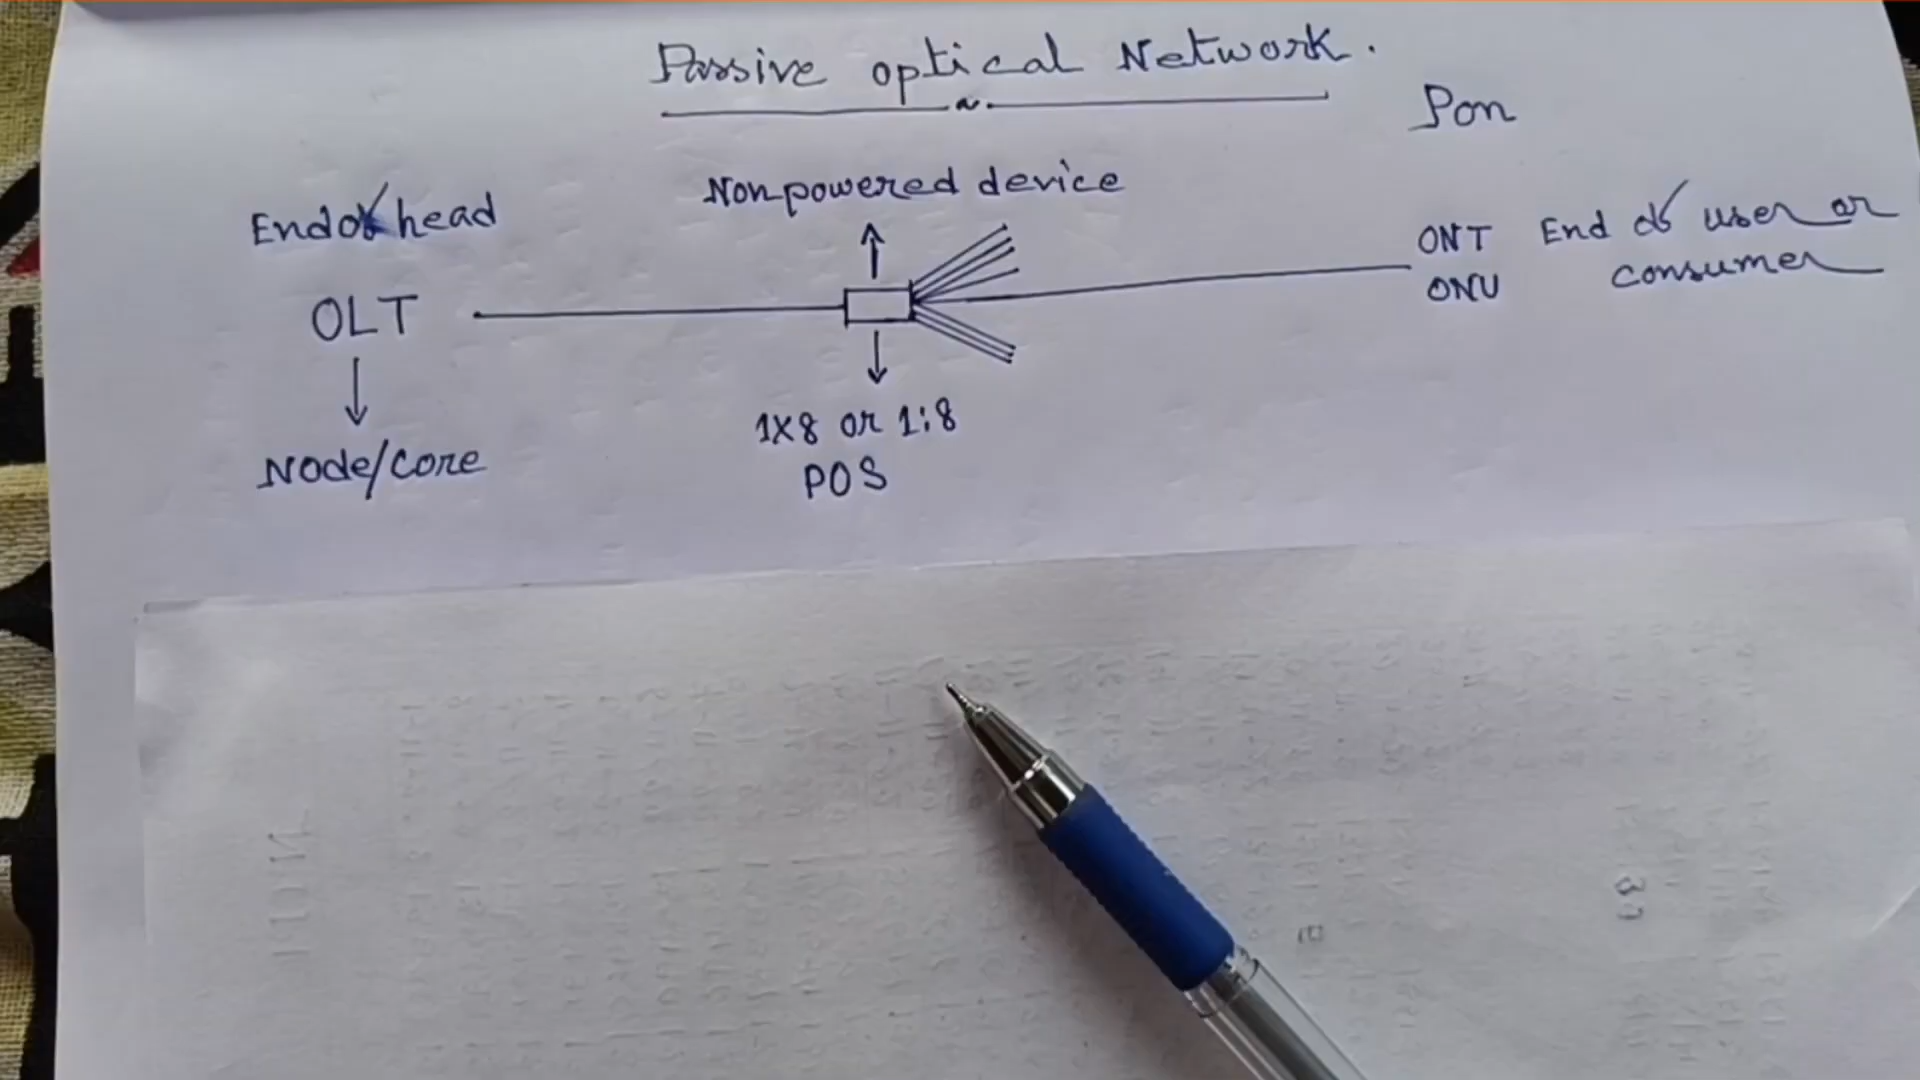 Passive optical Network.
Pon
Nonpowered device
End of head
ONT End of user or
ONU consumer
OLT
1X8 or 1:8
Node/core
POS